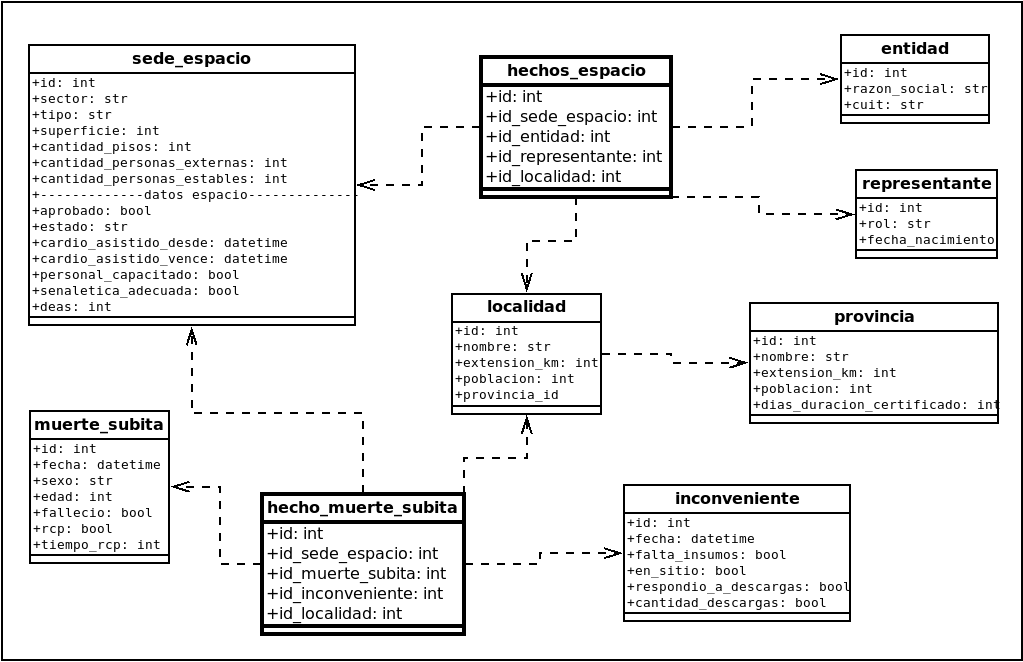 sede_espacio
+id: int
+sector: str
+tipo: str
+superficie: int
+cantidad_pisos: int
+cantidad_personas_externas: int
+cantidad_personas_estables: int
+-------------datos espacio--------------
+aprobado: bool
+estado: str
+cardio_asistido_desde: datetime
+cardio_asistido_vence: datetime
+personal_capacitado: bool
+senaletica_adecuada: bool
+deas: int
hechos_espacio
+id: int
+id_sede_espacio: int
+id_entidad: int
+id_representante: int
+id_localidad: int
entidad
+id: int
+razon_social: str
+cuit: str
representante
+id: int
+rol: str
+fecha_nacimiento
localidad
+id: int
+nombre: str
+extension_km: int
+poblacion: int
+provincia_id
provincia
+id: int
+nombre: str
+extension_km: int
+poblacion: int
+dias_duracion_certificado: int
muerte_subita
+id: int
+fecha: datetime
+sexo: str
+edad: int
+fallecio: bool
+rcp: bool
+tiempo_rcp: int
hecho_muerte_subita
+id: int
+id_sede_espacio: int
+id_muerte_subita: int
+id_inconveniente: int
+id_localidad: int
inconveniente
+id: int
+fecha: datetime
+falta_insumos: bool
+en_sitio: bool
+respondio_a_descargas: bool
+cantidad_descargas: bool